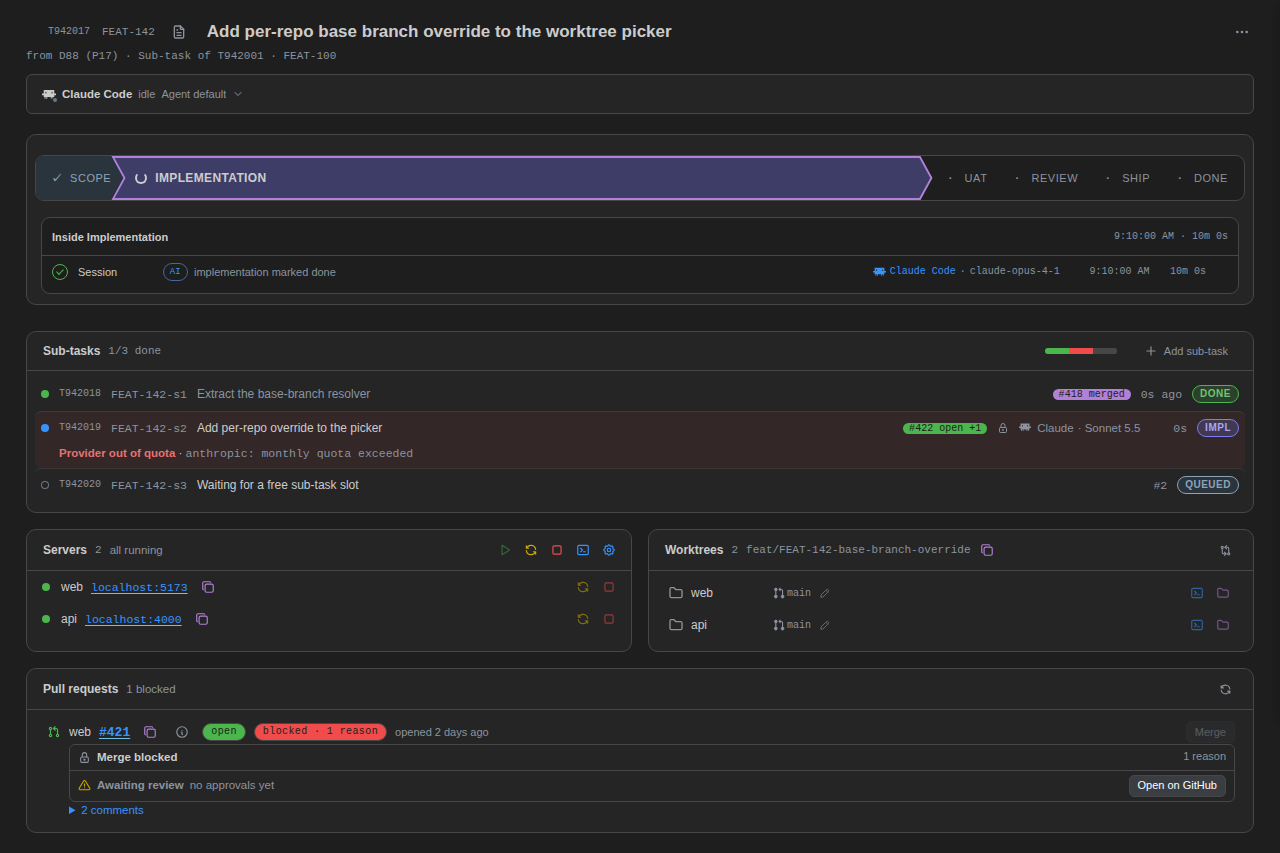 T942017 FEAT-142 Add per-repo base branch override to the worktree picker
from D88 (P17) · Sub-task of T942001 · FEAT-100
Claude Code idle Agent default
SCOPE IMPLEMENTATION · UAT · REVIEW · SHIP · DONE
Inside Implementation 9:10:00 AM · 10m 0s
Session AI implementation marked done Claude Code · claude-opus-4-1 9:10:00 AM 10m 0s
Sub-tasks 1/3 done Add sub-task
T942018 FEAT-142-s1 Extract the base-branch resolver #418 merged 0s ago DONE
T942019 FEAT-142-s2 Add per-repo override to the picker #422 open +1 Claude · Sonnet 5.5 0s IMPL
Provider out of quota · anthropic: monthly quota exceeded
T942020 FEAT-142-s3 Waiting for a free sub-task slot #2 QUEUED
Servers 2 all running
web localhost:5173
api localhost:4000
Worktrees 2 feat/FEAT-142-base-branch-override
web main
api main
Pull requests 1 blocked
web #421 open blocked · 1 reason opened 2 days ago Merge
Merge blocked 1 reason
Awaiting review no approvals yet Open on GitHub
2 comments